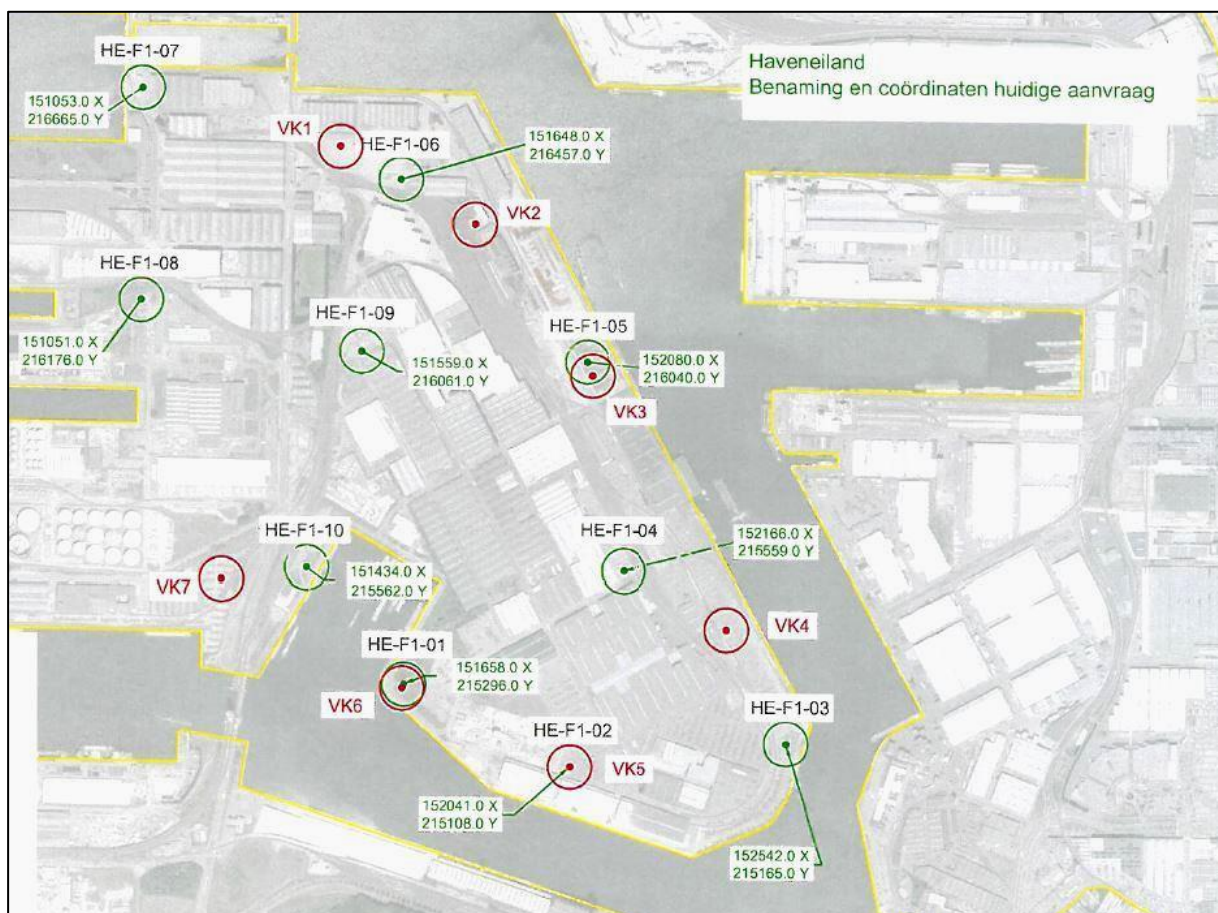 HE-F1-07
Haveneiland
Benaming en coördinaten huidige aanvraag
151053.0 X
216665.0 Y
VK1
HE-F1-06
151648.0 X
216457.0 Y
VK2
HE-F1-08
HE-F1-09
HE-F1-05
151051.0 X
216176.0 Y
151559.0 X
216061.0 Y
152080.0 X
216040.0 Y
VK3
HE-F1-10
HE-F1-04
152166.0 X
215559.0 Y
VK7
151434.0 X
215562.0 Y
VK4
HE-F1-01
151658.0 X
215296.0 Y
VK6
HE-F1-03
HE-F1-02
VK5
152041.0 X
215108.0 Y
152542.0 X
215165.0 Y